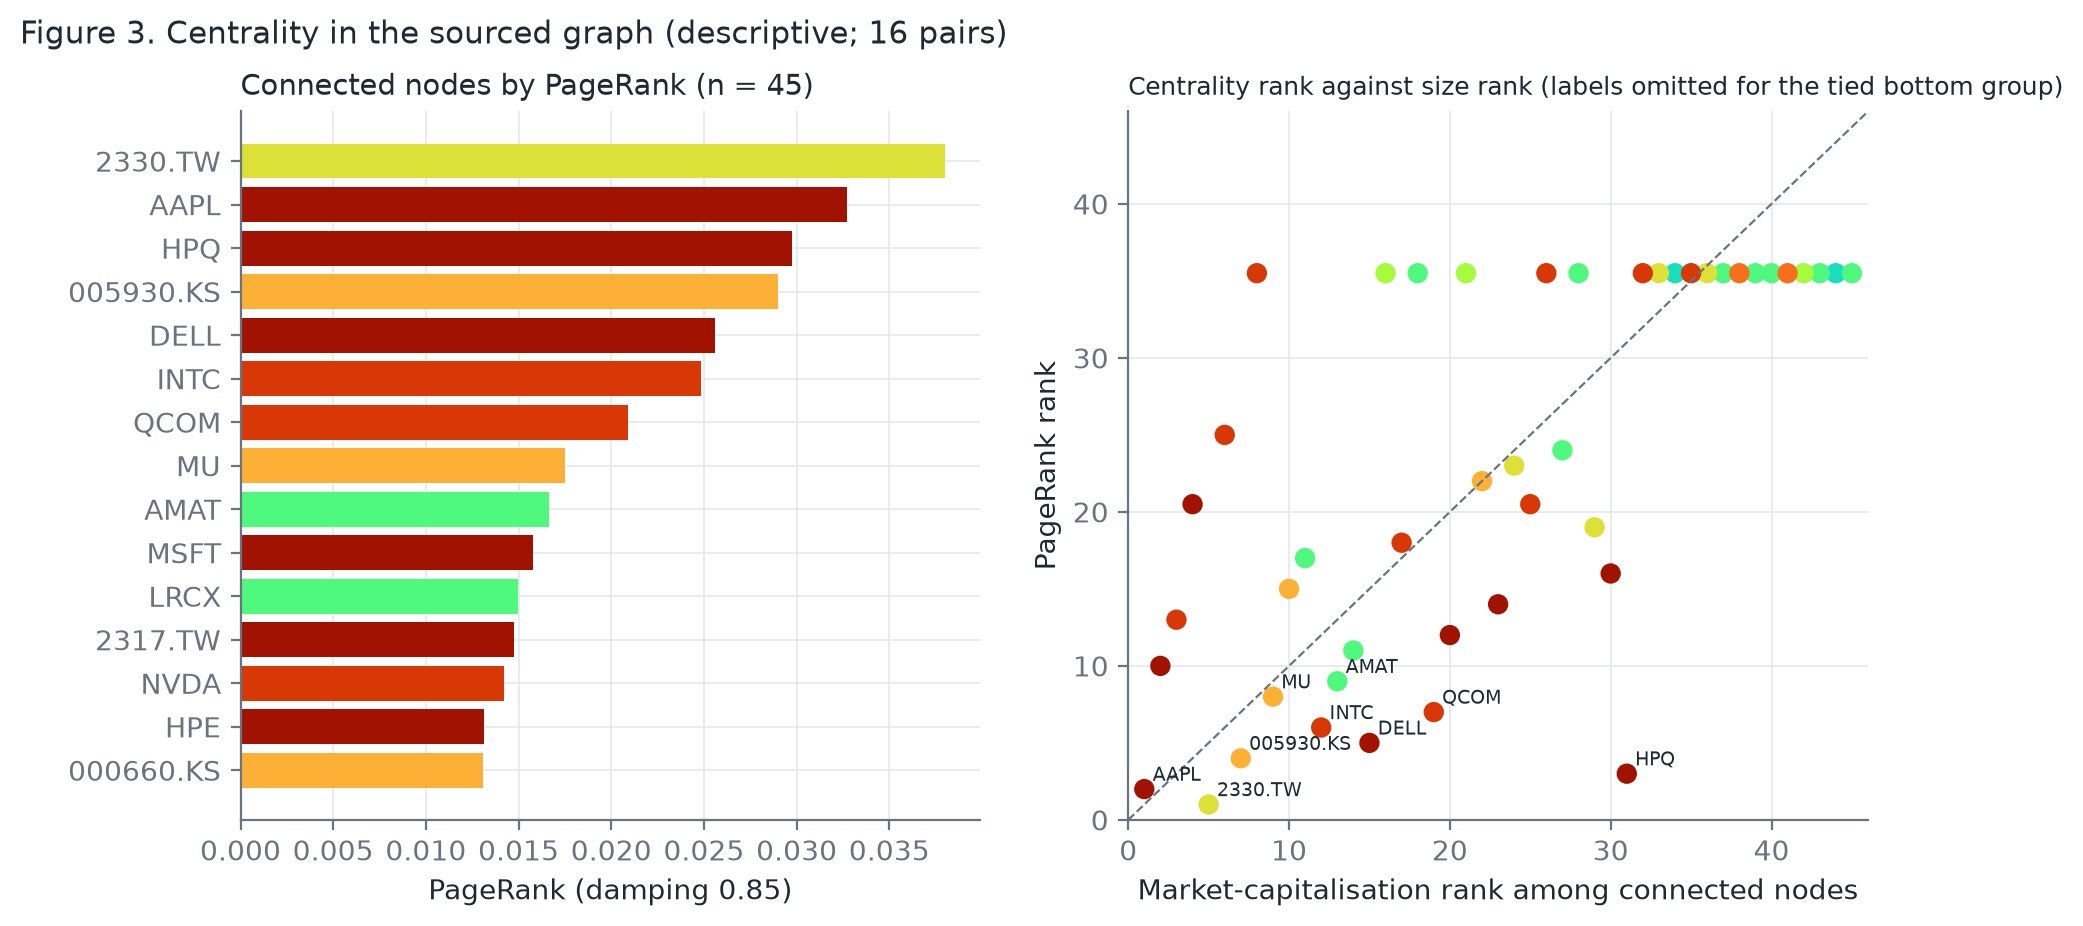 Figure 3. Centrality in the sourced graph (descriptive; 16 pairs)
Connected nodes by PageRank (n = 45)
2330.TW
AAPL
HPQ
005930.KS
DELL
INTC
QCOM
MU
AMAT
MSFT
LRCX
2317.TW
NVDA
HPE
000660.KS
0.000 0.005 0.010 0.015 0.020 0.025 0.030 0.035
PageRank (damping 0.85)
Centrality rank against size rank (labels omitted for the tied bottom group)
PageRank rank
40
30
20
10
0
AMAT
MU
QCOM
INTC
DELL
005930.KS
HPQ
AAPL
2330.TW
0 10 20 30 40
Market-capitalisation rank among connected nodes